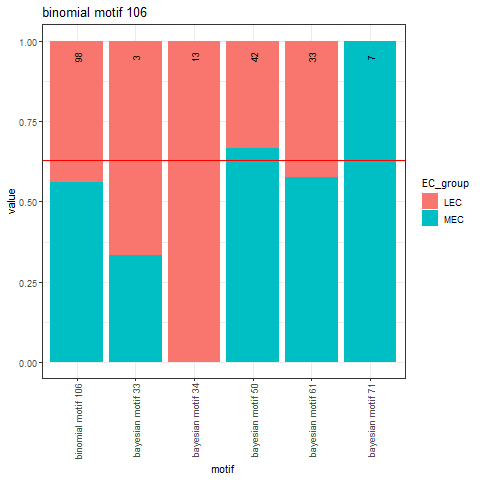 binomial motif 106
1.00
0.75
0.50
0.25
0.00
value
98
3
13
42
33
7
binomial motif 106
bayesian motif 33
bayesian motif 34
bayesian motif 50
bayesian motif 61
bayesian motif 71
motif
EC_group
LEC
MEC